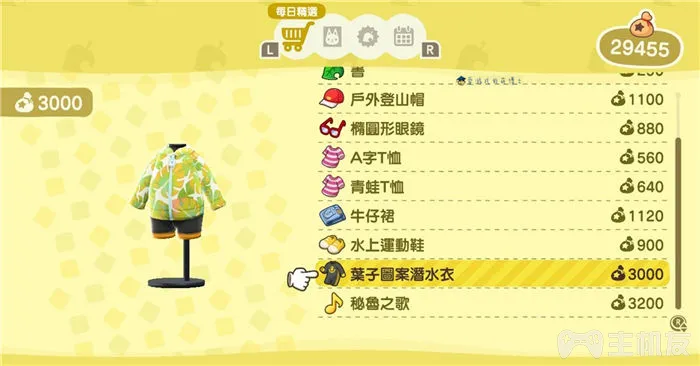 每日精選
L
R
29455
3000
戶外登山帽 1100
橢圓形眼鏡 880
A字T恤 560
青蛙T恤 640
牛仔裙 1120
水上運動鞋 900
葉子圖案潛水衣 3000
秘魯之歌 3200
R
主机友